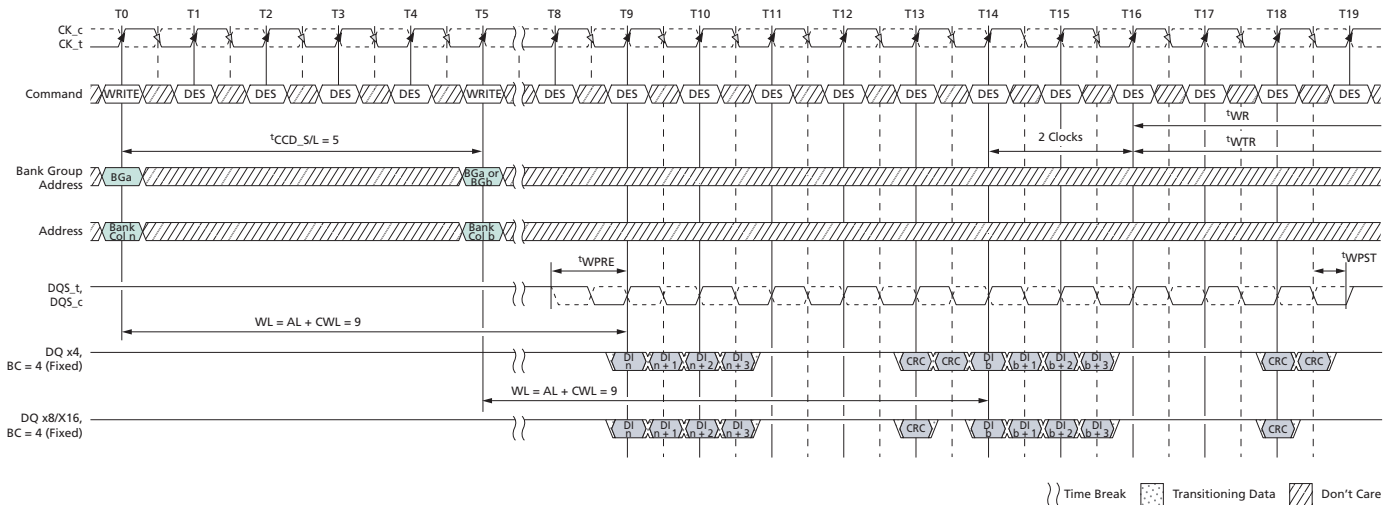 T0 T1 T2 T3 T4 T5 T8 T9 T10 T11 T12 T13 T14 T15 T16 T17 T18 T19
CK_c
CK_t
Command WRITE DES DES DES DES WRITE DES DES DES DES DES DES DES DES DES DES DES DES
tWR
tCCD_S/L = 5
2 Clocks
tWTR
Bank Group
Address
BGa
BGa or
BGb
Address
Bank
Col n
Bank
Col b
tWPRE
tWPST
DQS_t,
DQS_c
WL = AL + CWL = 9
DQ x4,
BC = 4 (Fixed)
DI
n
DI
n + 1
DI
n + 2
DI
n + 3
CRC
CRC
DI
b
DI
b + 1
DI
b + 2
DI
b + 3
CRC
CRC
WL = AL + CWL = 9
DQ x8/X16,
BC = 4 (Fixed)
DI
n
DI
n + 1
DI
n + 2
DI
n + 3
CRC
DI
b
DI
b + 1
DI
b + 2
DI
b + 3
CRC
Time Break
Transitioning Data
Don't Care